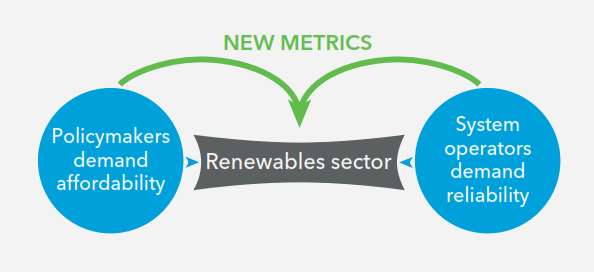 NEW METRICS
Policymakers
demand
affordability
Renewables sector
System
operators
demand
reliability